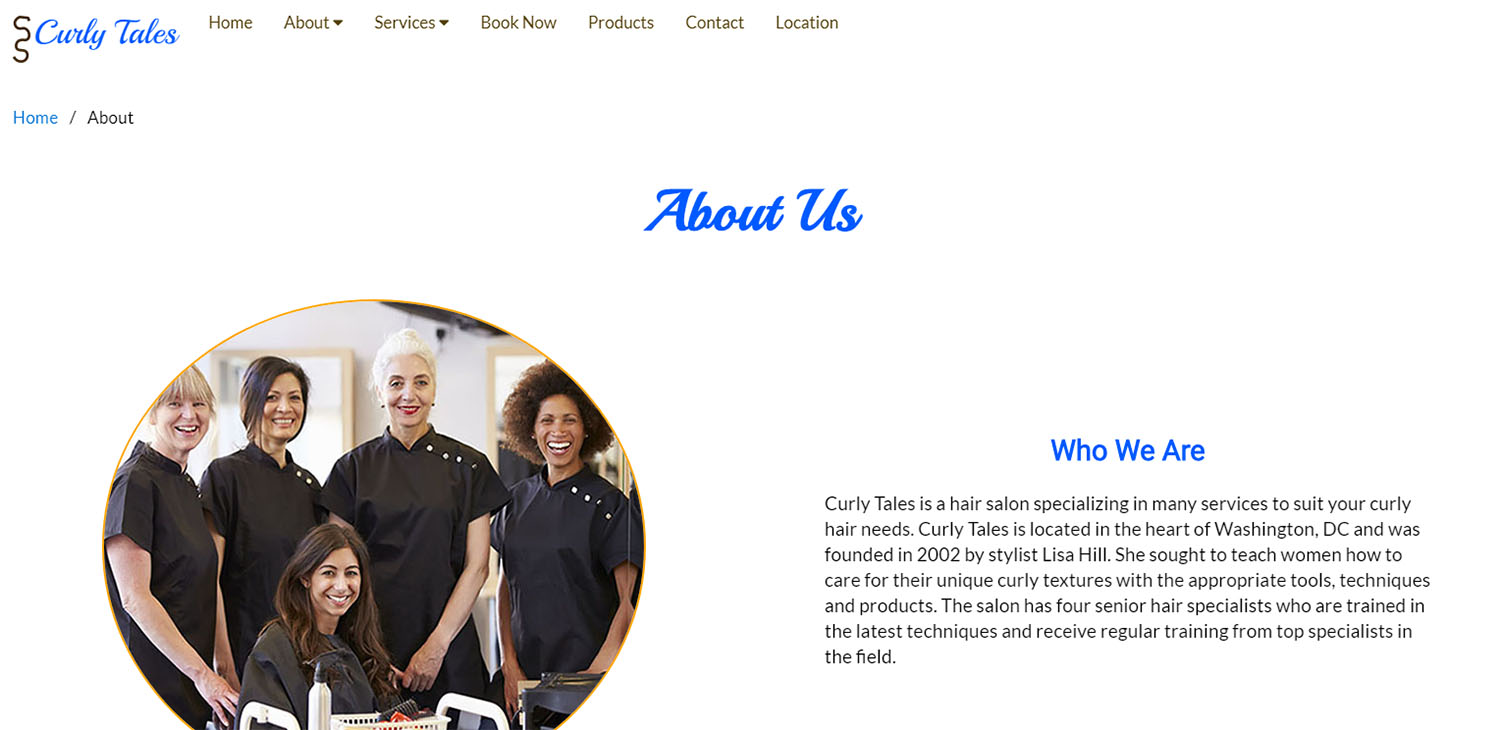 Curly Tales
Home About Services Book Now Products Contact Location
Home / About
About Us
Who We Are
Curly Tales is a hair salon specializing in many services to suit your curly
hair needs. Curly Tales is located in the heart of Washington, DC and was
founded in 2002 by stylist Lisa Hill. She sought to teach women how to
care for their unique curly textures with the appropriate tools, techniques
and products. The salon has four senior hair specialists who are trained in
the latest techniques and receive regular training from top specialists in
the field.